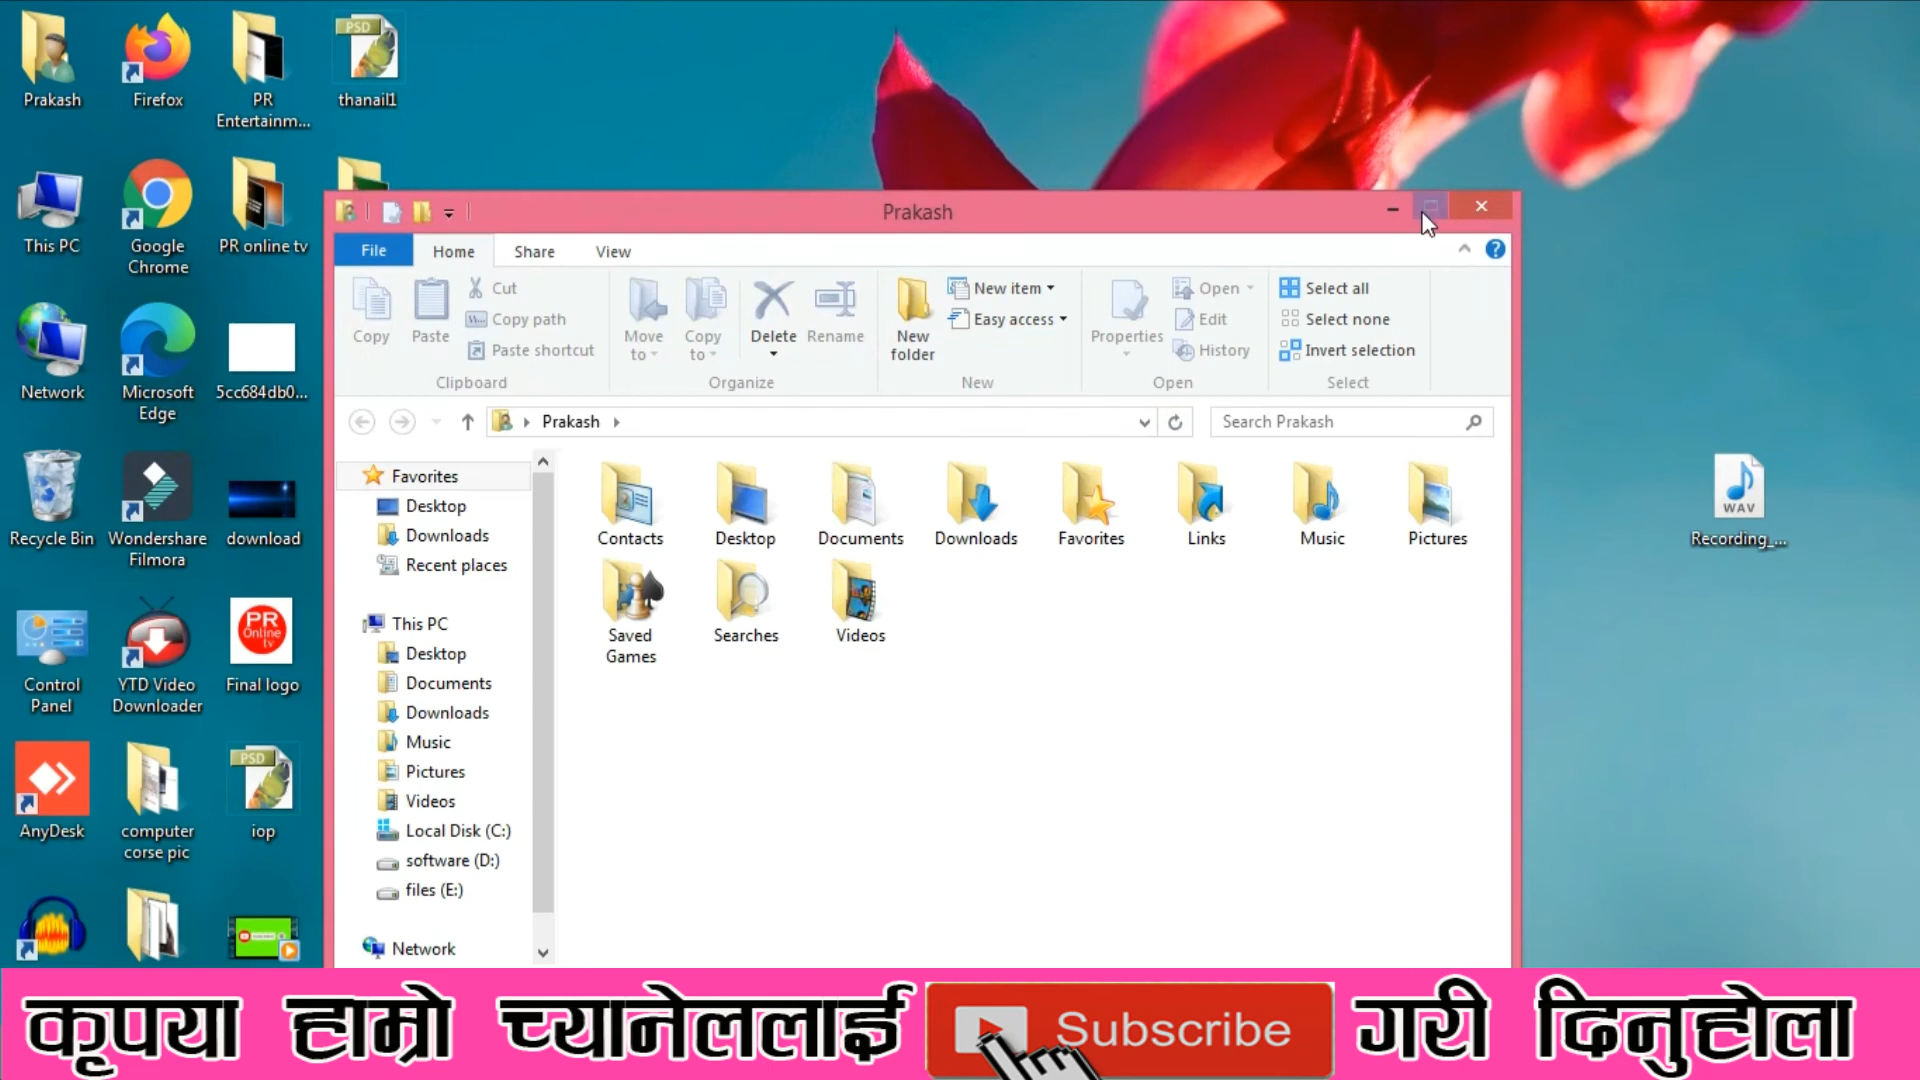 Prakash
Firefox
PR
Entertainm...
thanail1
PSD
This PC
Google
Chrome
PR online tv
Network
Microsoft
Edge
5cc684db0...
Recycle Bin
Wondershare
Filmora
download
Control
Panel
YTD Video
Downloader
PR
Online
tv
Final logo
AnyDesk
computer
corse pic
PSD
iop
Prakash
File
Home
Share
View
Copy
Paste
Cut
Copy path
Paste shortcut
Clipboard
Move
to
Copy
to
Delete
Rename
Organize
New
folder
New item
Easy access
New
Properties
Open
Edit
History
Open
Select all
Select none
Invert selection
Select
Prakash
Search Prakash
Favorites
Desktop
Downloads
Recent places
This PC
Desktop
Documents
Downloads
Music
Pictures
Videos
Local Disk (C:)
software (D:)
files (E:)
Network
Contacts
Desktop
Documents
Downloads
Favorites
Links
Music
Pictures
Saved
Games
Searches
Videos
WAV
Recording_...
कृपया हाम्रो च्यानेललाई Subscribe गरी दिनुहोला